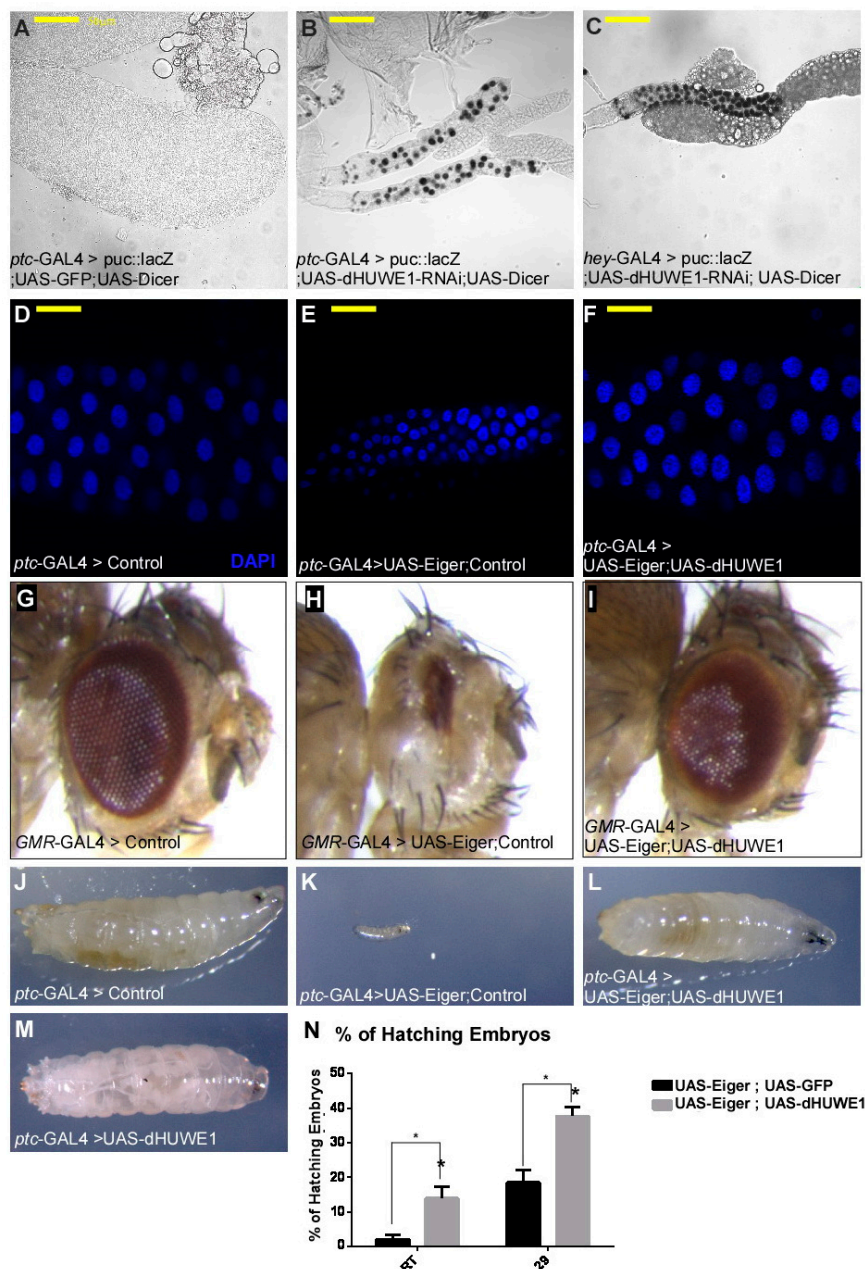 A
B
C
ptc-GAL4 > puc::lacZ
;UAS-GFP;UAS-Dicer
ptc-GAL4 > puc::lacZ
;UAS-dHUWE1-RNAi;UAS-Dicer
hey-GAL4 > puc::lacZ
;UAS-dHUWE1-RNAi; UAS-Dicer
D
E
F
ptc-GAL4 > Control
DAPI
ptc-GAL4>UAS-Eiger;Control
ptc-GAL4 >
UAS-Eiger;UAS-dHUWE1
G
H
I
GMR-GAL4 > Control
GMR-GAL4 > UAS-Eiger;Control
GMR-GAL4 >
UAS-Eiger;UAS-dHUWE1
J
K
L
ptc-GAL4 > Control
ptc-GAL4>UAS-Eiger;Control
ptc-GAL4 >
UAS-Eiger;UAS-dHUWE1
M
ptc-GAL4 >UAS-dHUWE1
N % of Hatching Embryos
% of Hatching Embryos
50
40
30
20
10
0
*
*
*
*
RT
29
UAS-Eiger ; UAS-GFP
UAS-Eiger ; UAS-dHUWE1